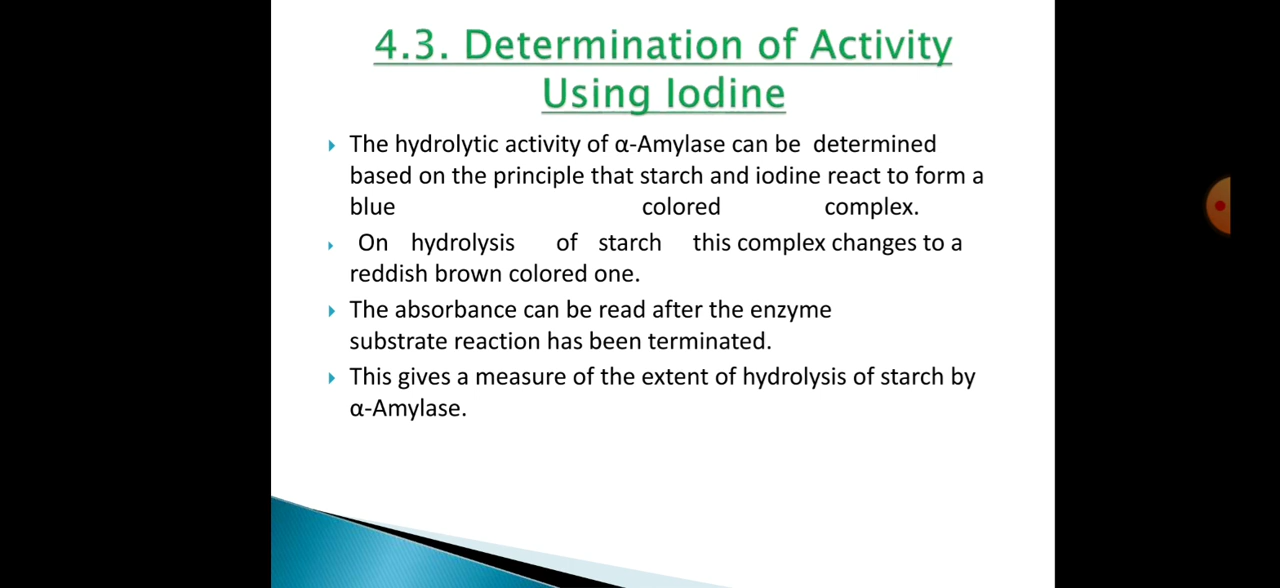 4.3. Determination of Activity
Using Iodine
The hydrolytic activity of α-Amylase can be determined
based on the principle that starch and iodine react to form a
blue colored complex.
On hydrolysis of starch this complex changes to a
reddish brown colored one.
The absorbance can be read after the enzyme
substrate reaction has been terminated.
This gives a measure of the extent of hydrolysis of starch by
α-Amylase.